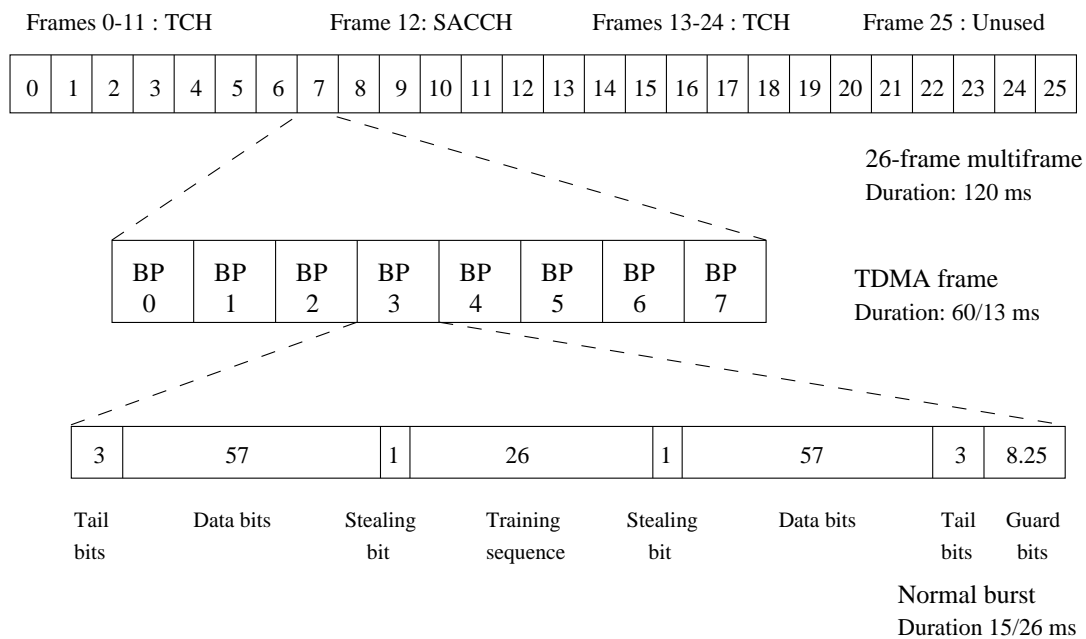 Frames 0-11 : TCH Frame 12: SACCH Frames 13-24 : TCH Frame 25 : Unused
0 1 2 3 4 5 6 7 8 9 10 11 12 13 14 15 16 17 18 19 20 21 22 23 24 25
26-frame multiframe
Duration: 120 ms
BP BP BP BP BP BP BP BP
0 1 2 3 4 5 6 7
TDMA frame
Duration: 60/13 ms
3 57 1 26 1 57 3 8.25
Tail Data bits Stealing Training Stealing Data bits Tail Guard
bits bit sequence bit bits bits
Normal burst
Duration 15/26 ms